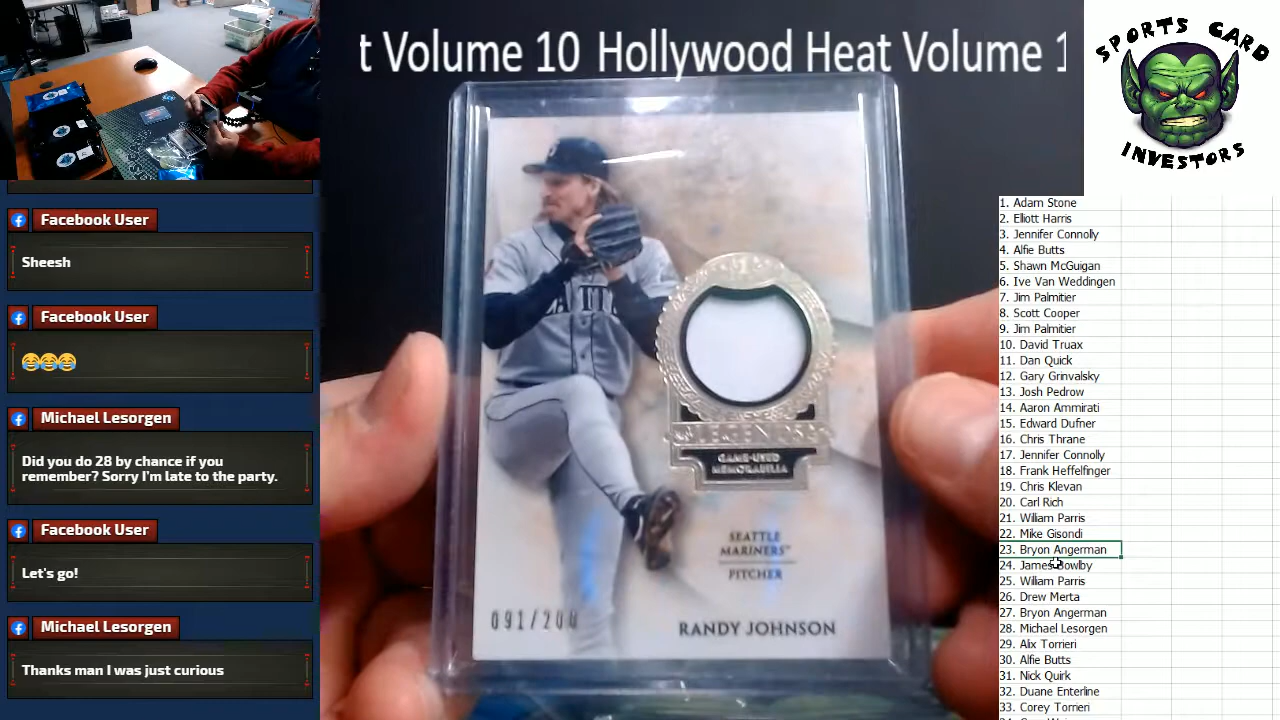 t Volume 10 Hollywood Heat Volume 1
SPORTS CARD
INVESTORS
Facebook User
Sheesh
Facebook User
😂😂😂
Michael Lesorgen
Did you do 28 by chance if you
remember? Sorry I'm late to the party.
Facebook User
Let's go!
Michael Lesorgen
Thanks man I was just curious
LEGENDS
GAME-USED
MEMORABILIA
SEATTLE
MARINERS™
PITCHER
091/200
RANDY JOHNSON
1. Adam Stone
2. Elliott Harris
3. Jennifer Connolly
4. Alfie Butts
5. Shawn McGuigan
6. Ive Van Weddingen
7. Jim Palmitier
8. Scott Cooper
9. Jim Palmitier
10. David Truax
11. Dan Quick
12. Gary Grinvalsky
13. Josh Pedrow
14. Aaron Ammirati
15. Edward Dufner
16. Chris Thrane
17. Jennifer Connolly
18. Frank Heffelfinger
19. Chris Klevan
20. Carl Rich
21. William Parris
22. Mike Gisondi
23. Bryon Angerman
24. James Bowlby
25. Wiliam Parris
26. Drew Merta
27. Bryon Angerman
28. Michael Lesorgen
29. Alix Torrieri
30. Alfie Butts
31. Nick Quirk
32. Duane Enterline
33. Corey Torrieri